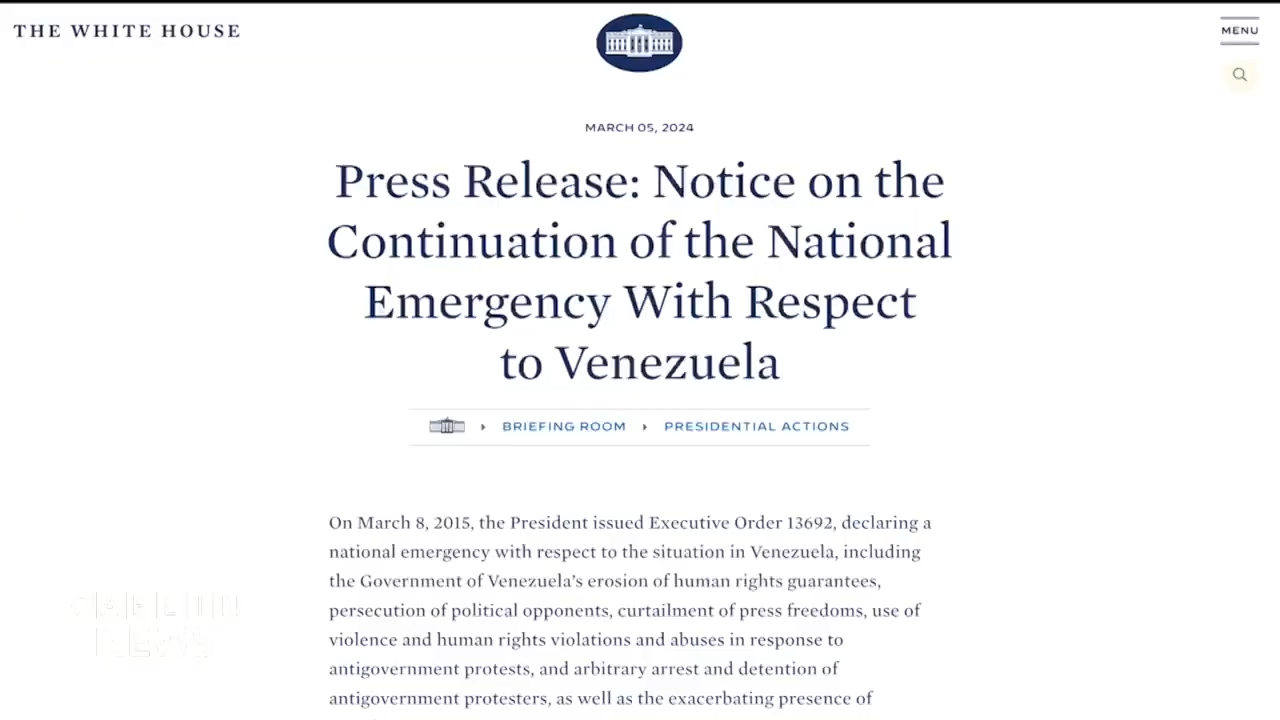 THE WHITE HOUSE
MENU
MARCH 05, 2024
Press Release: Notice on the
Continuation of the National
Emergency With Respect
to Venezuela
BRIEFING ROOM
PRESIDENTIAL ACTIONS
On March 8, 2015, the President issued Executive Order 13692, declaring a
national emergency with respect to the situation in Venezuela, including
the Government of Venezuela’s erosion of human rights guarantees,
persecution of political opponents, curtailment of press freedoms, use of
violence and human rights violations and abuses in response to
antigovernment protests, and arbitrary arrest and detention of
antigovernment protesters, as well as the exacerbating presence of
NEWS